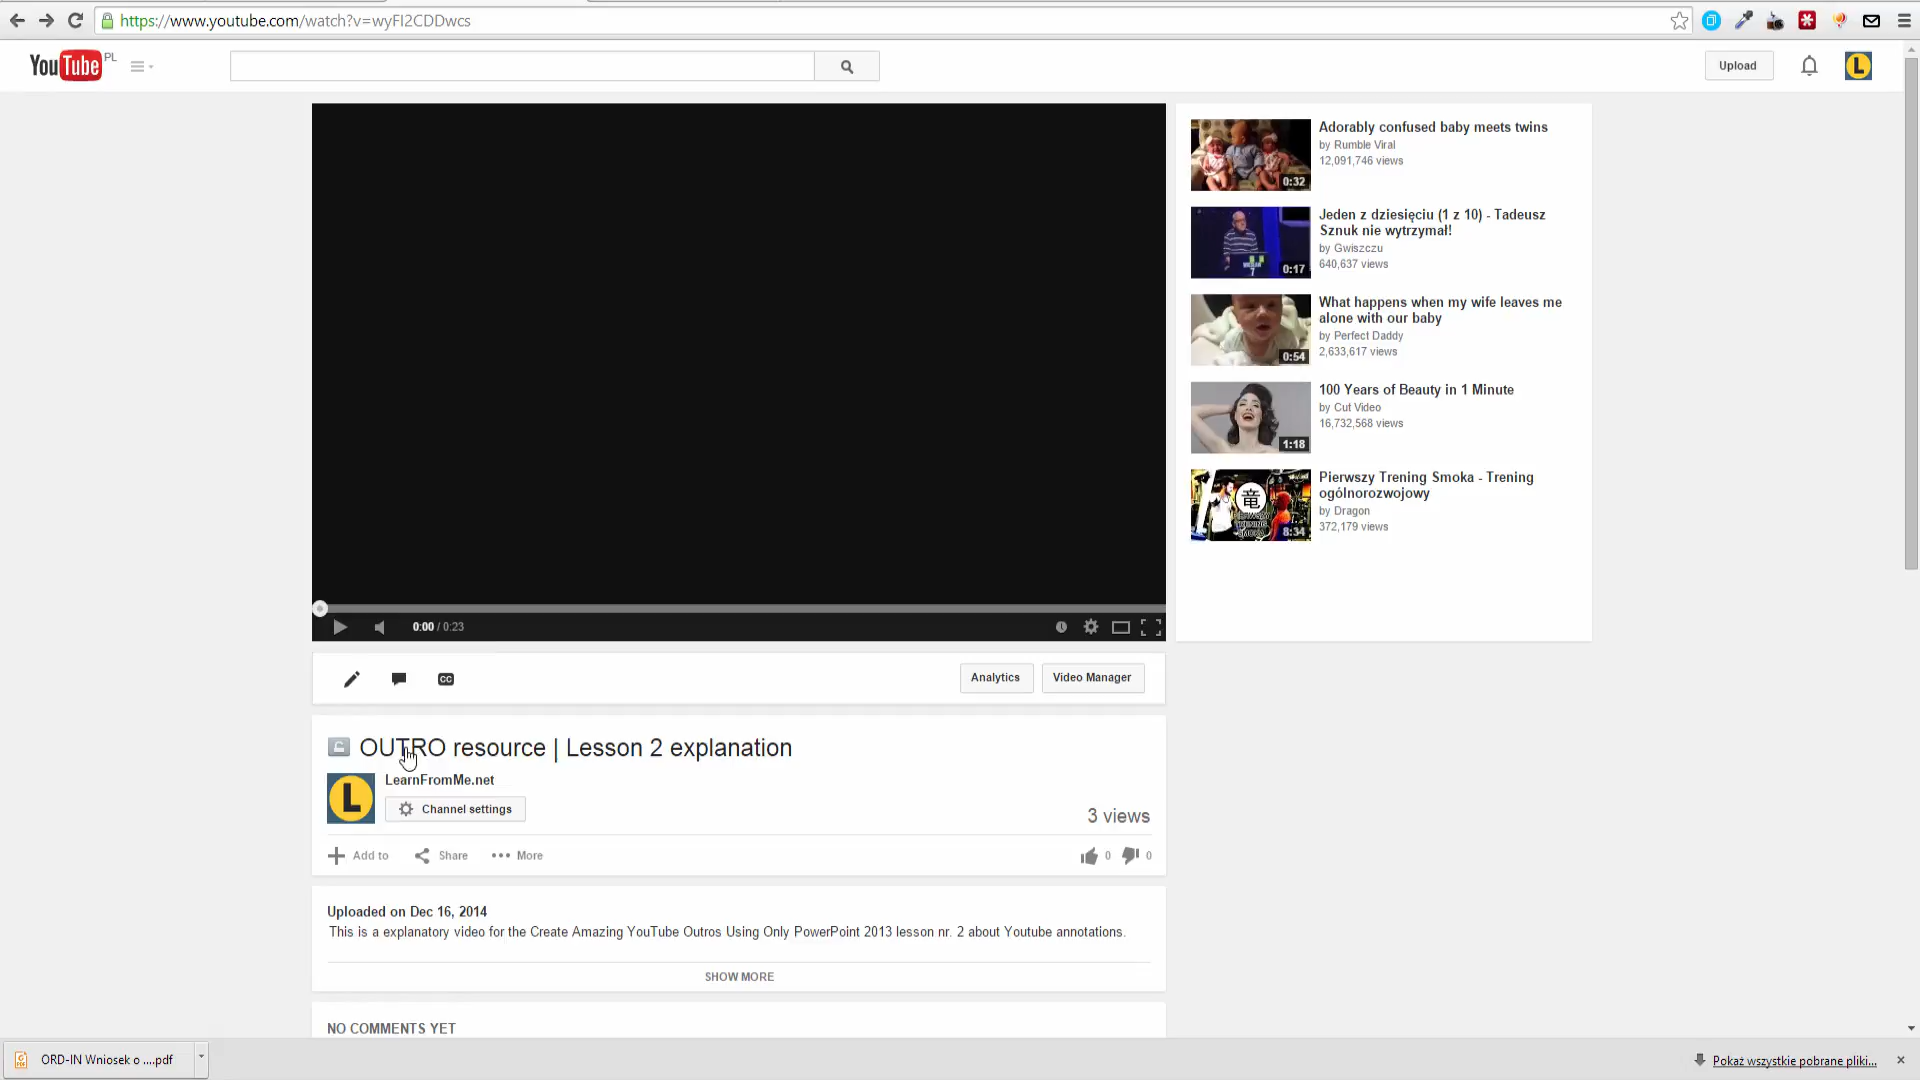 https://www.youtube.com/watch?v=wyFI2CDDwcs
YouTube PL
Upload
L
Adorably confused baby meets twins
by Rumble Viral
12,091,746 views
0:32
Jeden z dziesięciu (1 z 10) - Tadeusz
Sznuk nie wytrzymał!
by Gwiszczu
640,637 views
0:17
What happens when my wife leaves me
alone with our baby
by Perfect Daddy
2,633,617 views
0:54
100 Years of Beauty in 1 Minute
by Cut Video
16,732,568 views
1:18
Pierwszy Trening Smoka - Trening
ogólnorozwojowy
by Dragon
372,179 views
竜
8:34
0:00 / 0:23
CC
Analytics
Video Manager
OUTRO resource | Lesson 2 explanation
L
LearnFromMe.net
Channel settings
3 views
Add to
Share
More
0
0
Uploaded on Dec 16, 2014
This is a explanatory video for the Create Amazing YouTube Outros Using Only PowerPoint 2013 lesson nr. 2 about Youtube annotations.
SHOW MORE
NO COMMENTS YET
ORD-IN Wniosek o ....pdf
Pokaż wszystkie pobrane pliki...